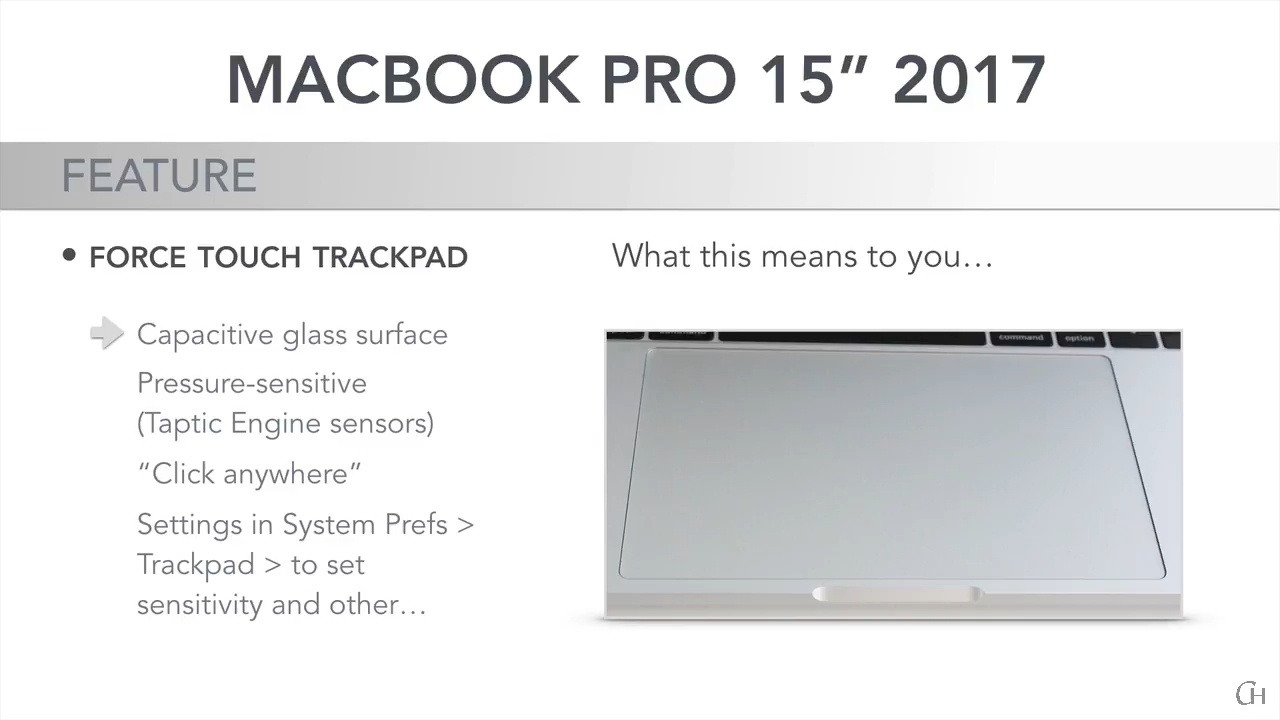 MACBOOK PRO 15” 2017
FEATURE
• FORCE TOUCH TRACKPAD
Capacitive glass surface
Pressure-sensitive
(Taptic Engine sensors)
“Click anywhere”
Settings in System Prefs >
Trackpad > to set
sensitivity and other…
What this means to you…
command option
CH